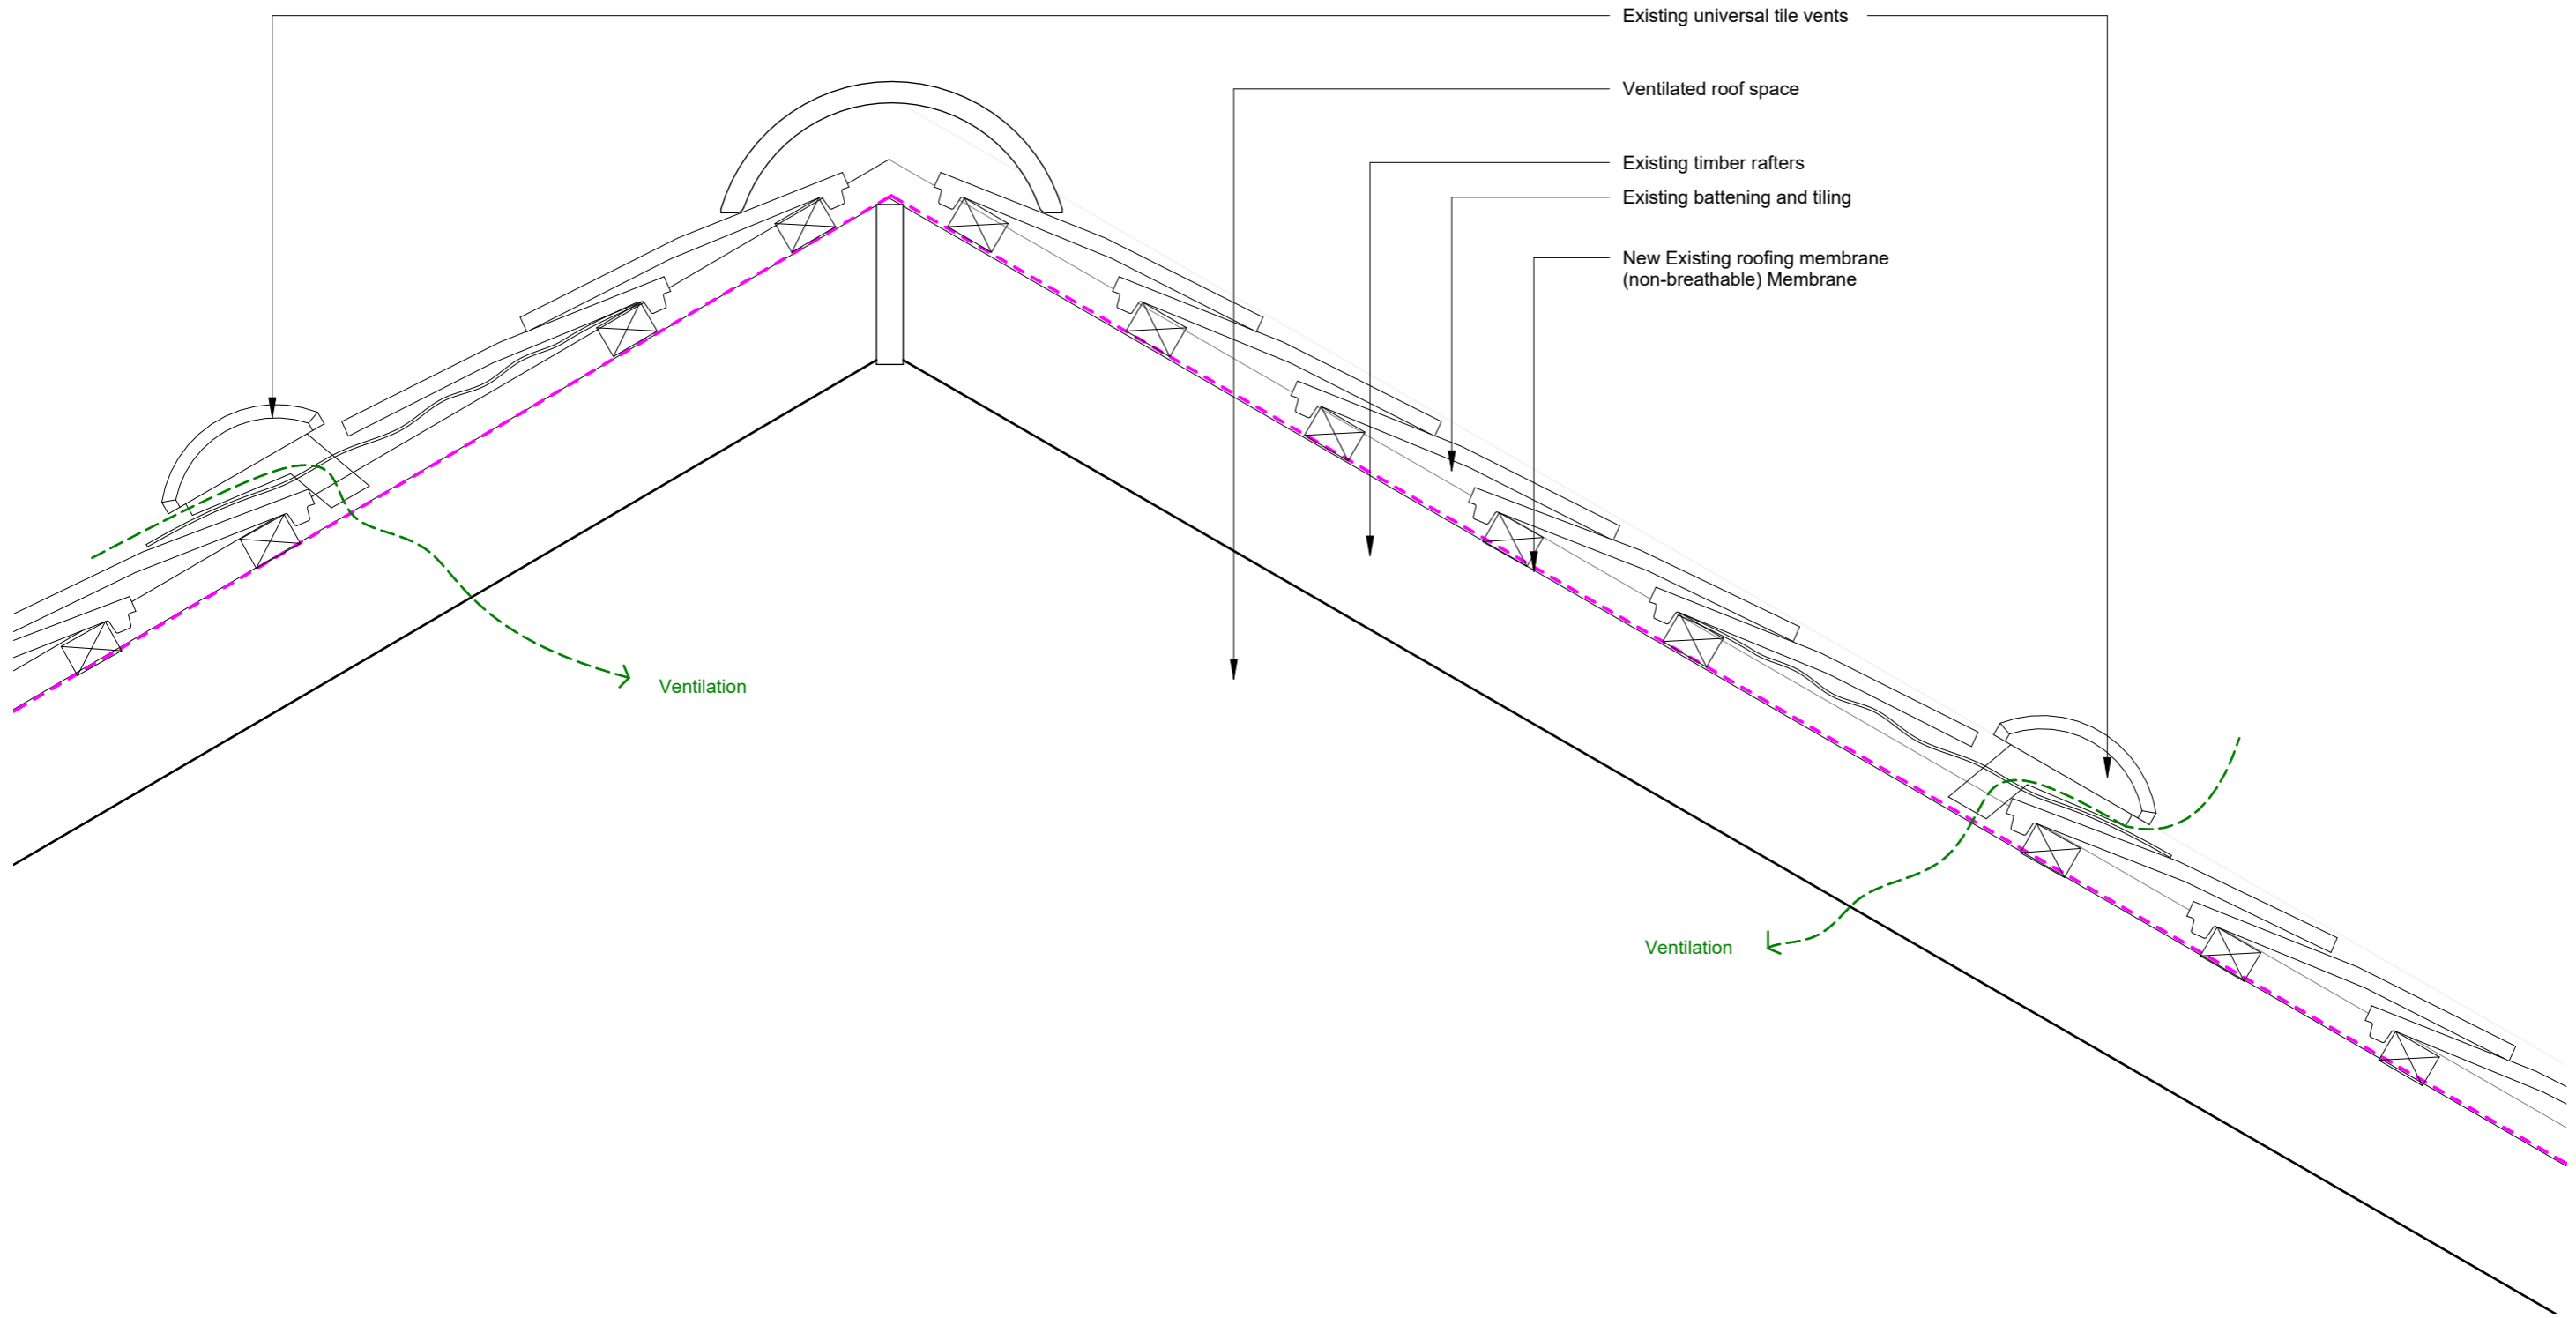 Existing universal tile vents
Ventilated roof space
Existing timber rafters
Existing battening and tiling
New Existing roofing membrane
(non-breathable) Membrane
Ventilation
Ventilation